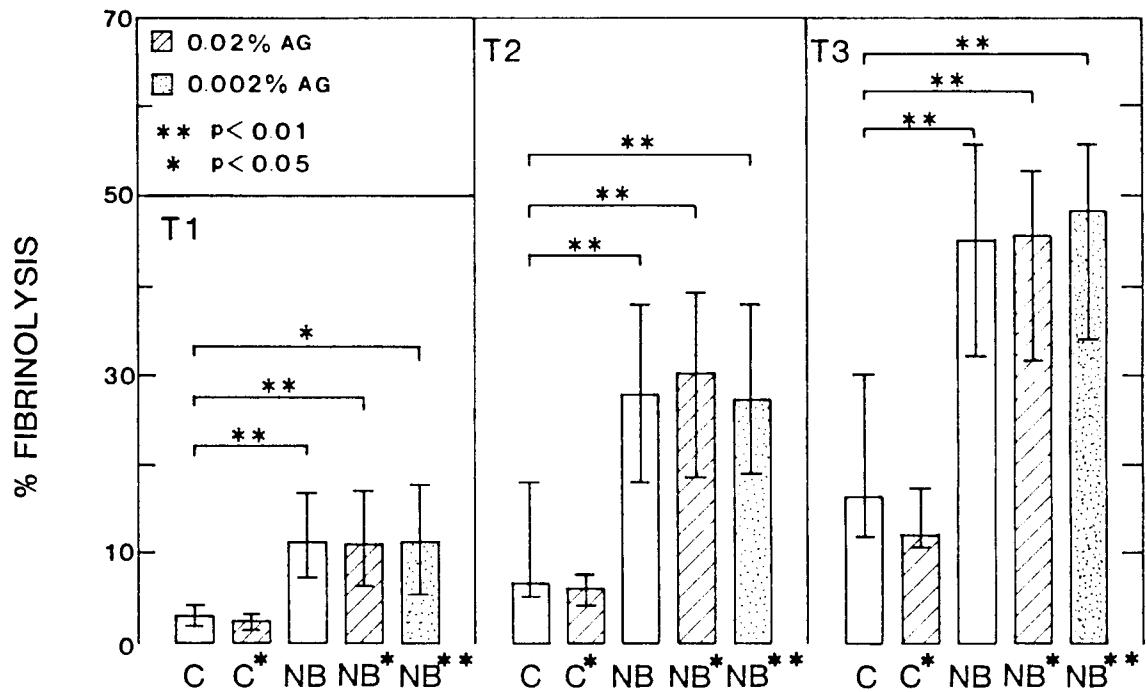 % FIBRINOLYSIS
70
50
30
10
0
0.02% AG
0.002% AG
** p< 0.01
* p< 0.05
T1
*
**
**
C C* NB NB* NB**
T2
**
**
**
C C* NB NB* NB**
T3
**
**
**
C C* NB NB* NB**